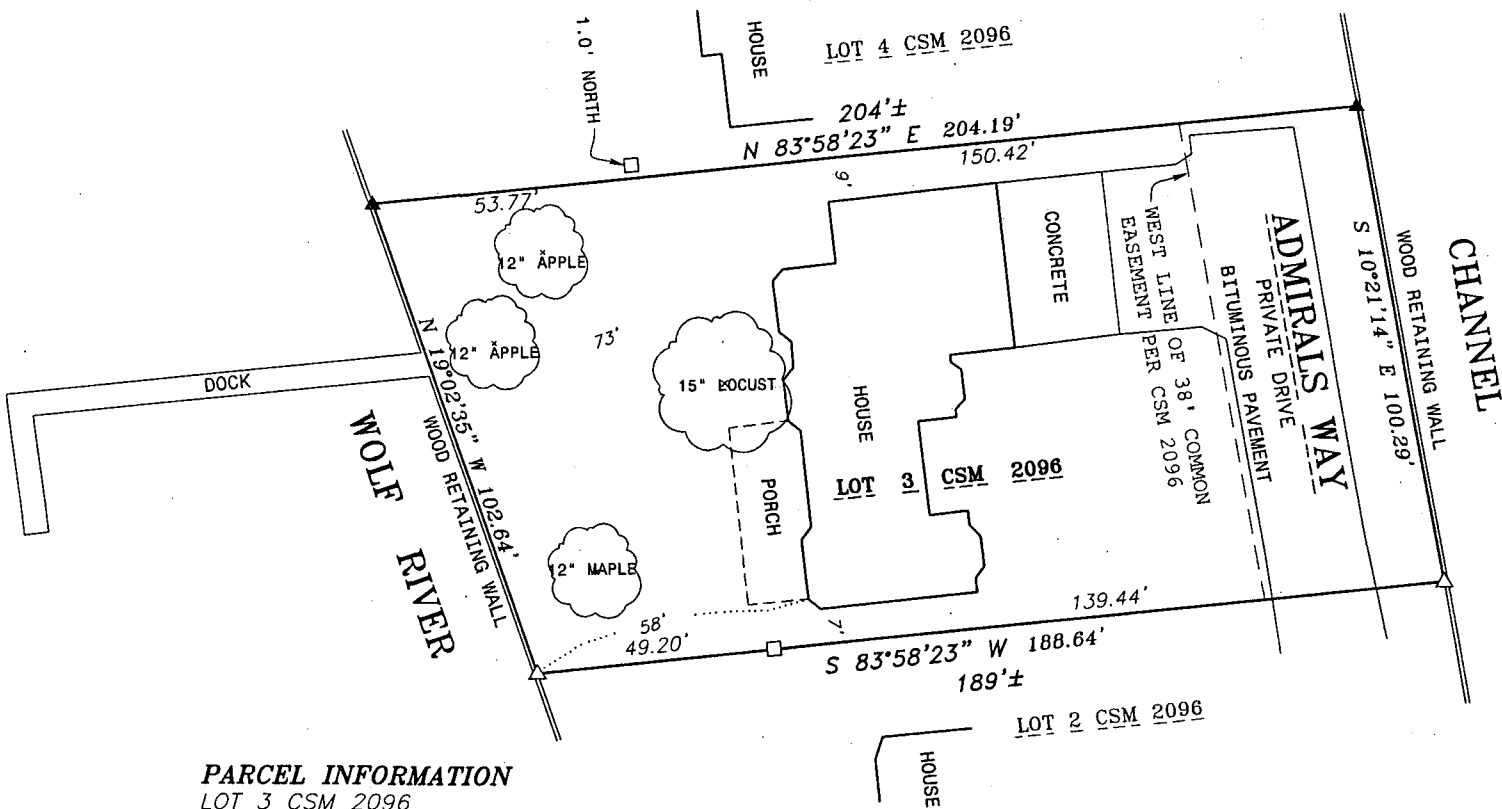 HOUSE
LOT 4 CSM 2096
1.0' NORTH
204'±
N 83°58'23" E 204.19'
150.42'
53.77'
9'
12" APPLE
12" APPLE
73'
15" LOCUST
CONCRETE
WEST LINE OF 38' COMMON
EASEMENT PER CSM 2096
ADMIRALS WAY
PRIVATE DRIVE
BITUMINOUS PAVEMENT
S 10°21'14" E 100.29'
WOOD RETAINING WALL
CHANNEL
DOCK
N 19°02'35" W 102.64'
WOOD RETAINING WALL
WOLF RIVER
HOUSE
LOT 3 CSM 2096
PORCH
12" MAPLE
58'
49.20'
7'
139.44'
S 83°58'23" W 188.64'
189'±
LOT 2 CSM 2096
HOUSE
PARCEL INFORMATION
LOT 3 CSM 2096